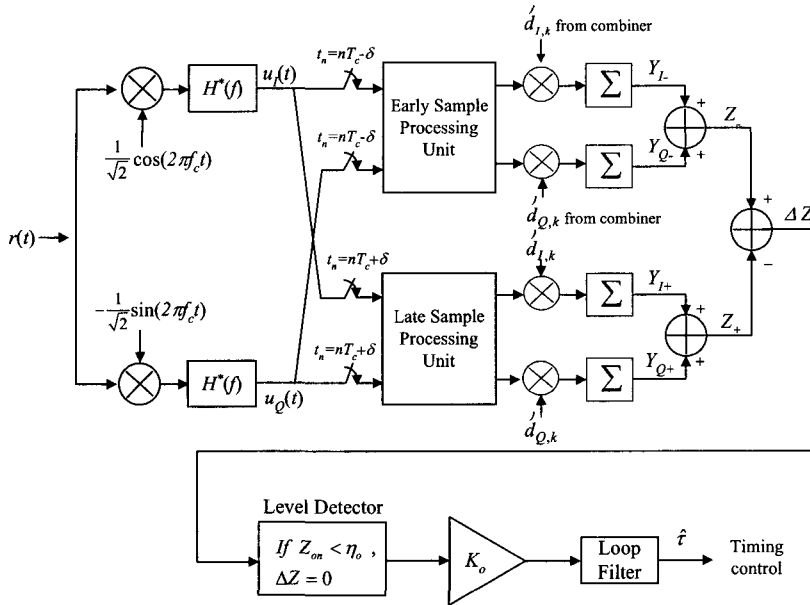 d′I,k from combiner
tn=nTc-δ
YI-
H*(f)
uI(t)
Σ
+
Early Sample
Processing
Unit
Z-
1/√2 cos(2πfct)
tn=nTc-δ
YQ-
Σ
+
d′Q,k from combiner
+
ΔZ
r(t)
d′I,k
−
tn=nTc+δ
YI+
Σ
+
-1/√2 sin(2πfct)
Late Sample
Processing
Unit
Z+
tn=nTc+δ
YQ+
+
H*(f)
uQ(t)
Σ
d′Q,k
Level Detector
If Zon < ηo ,
ΔZ = 0
Ko
Loop
Filter
τ̂
Timing
control